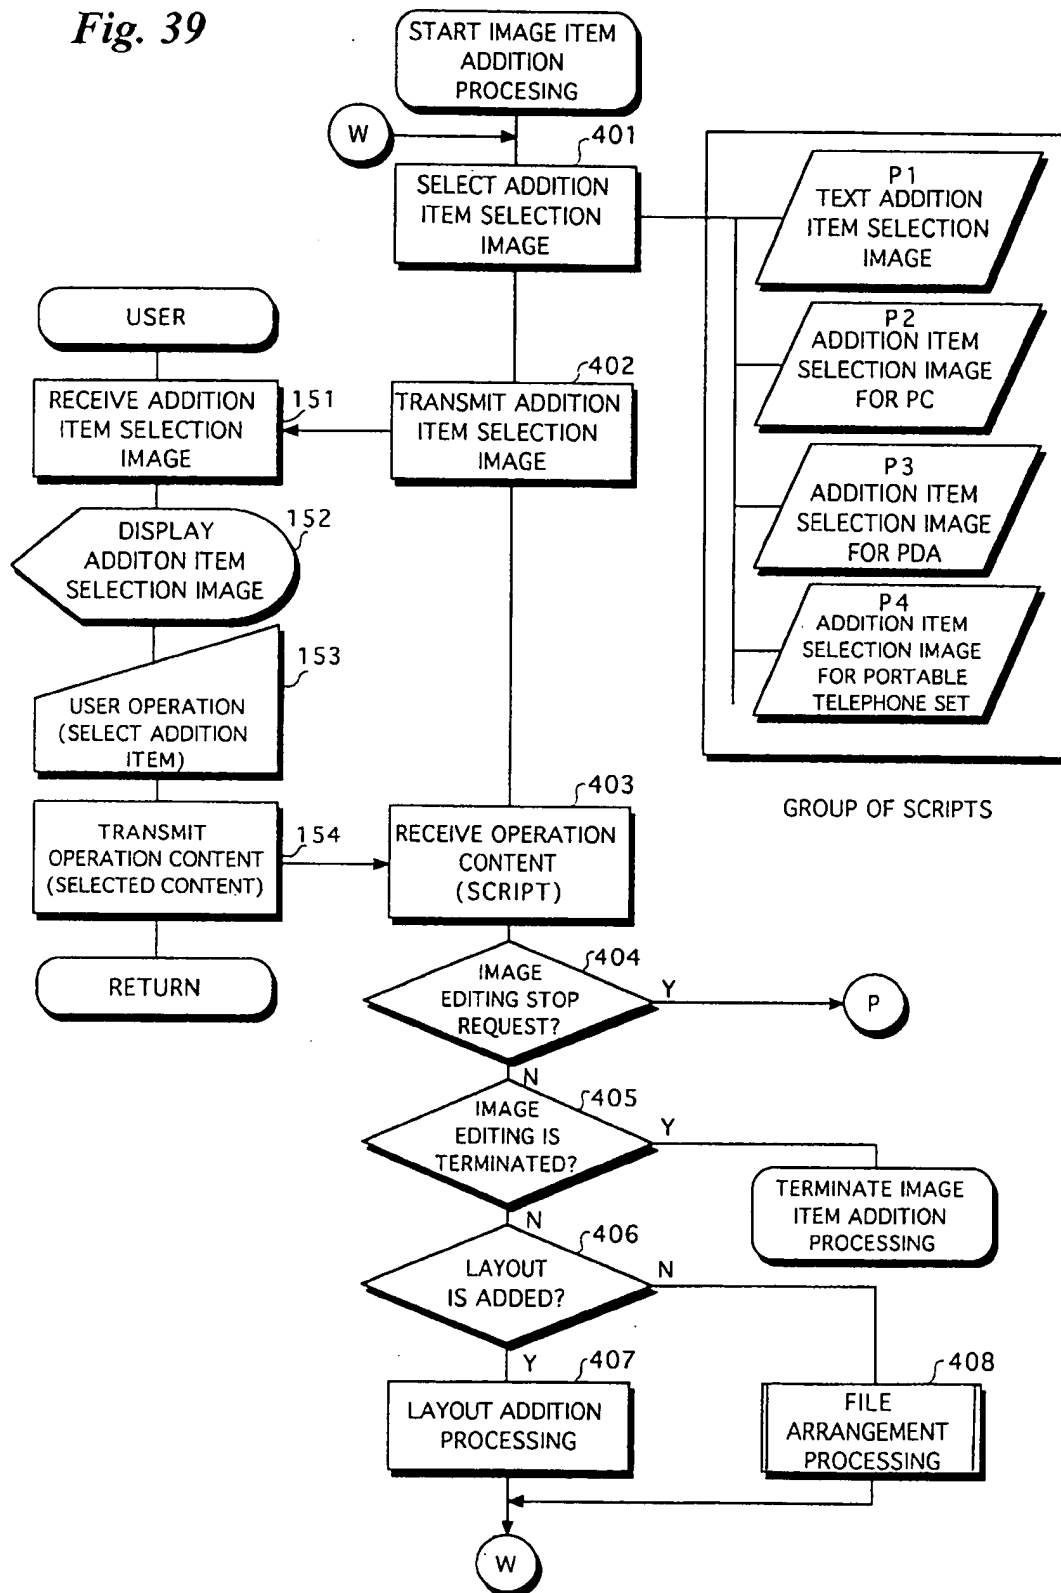 Fig. 39
START IMAGE ITEM
ADDITION
PROCESING
W
401
SELECT ADDITION
ITEM SELECTION
IMAGE
P1
TEXT ADDITION
ITEM SELECTION
IMAGE
P2
ADDITION ITEM
SELECTION IMAGE
FOR PC
P3
ADDITION ITEM
SELECTION IMAGE
FOR PDA
P4
ADDITION ITEM
SELECTION IMAGE
FOR PORTABLE
TELEPHONE SET
GROUP OF SCRIPTS
USER
RECEIVE ADDITION
ITEM SELECTION
IMAGE
151
402
TRANSMIT ADDITION
ITEM SELECTION
IMAGE
DISPLAY
ADDITON ITEM
SELECTION IMAGE
152
153
USER OPERATION
(SELECT ADDITION
ITEM)
TRANSMIT
OPERATION CONTENT
(SELECTED CONTENT)
154
RETURN
403
RECEIVE OPERATION
CONTENT
(SCRIPT)
404
IMAGE
EDITING STOP
REQUEST?
Y
P
N
405
IMAGE
EDITING IS
TERMINATED?
Y
TERMINATE IMAGE
ITEM ADDITION
PROCESSING
N
406
LAYOUT
IS ADDED?
N
Y
407
LAYOUT ADDITION
PROCESSING
408
FILE
ARRANGEMENT
PROCESSING
W